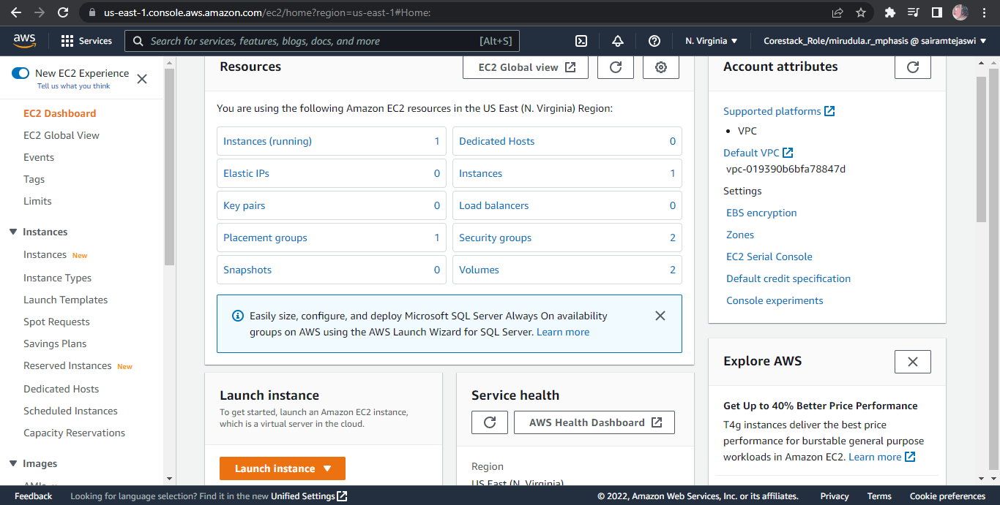 us-east-1.console.aws.amazon.com/ec2/home?region=us-east-1#Home:
aws
Services
Search for services, features, blogs, docs, and more [Alt+S]
N. Virginia
Corestack_Role/mirudula.r_mphasis @ sairamtejaswi
New EC2 Experience
Tell us what you think
EC2 Dashboard
EC2 Global View
Events
Tags
Limits
Instances
Instances New
Instance Types
Launch Templates
Spot Requests
Savings Plans
Reserved Instances New
Dedicated Hosts
Scheduled Instances
Capacity Reservations
Images
AMIs
Resources
EC2 Global view
You are using the following Amazon EC2 resources in the US East (N. Virginia) Region:
Instances (running) 1
Dedicated Hosts 0
Elastic IPs 0
Instances 1
Key pairs 0
Load balancers 0
Placement groups 1
Security groups 2
Snapshots 0
Volumes 2
Easily size, configure, and deploy Microsoft SQL Server Always On availability
groups on AWS using the AWS Launch Wizard for SQL Server. Learn more
Launch instance
To get started, launch an Amazon EC2 instance,
which is a virtual server in the cloud.
Launch instance
Service health
AWS Health Dashboard
Region
US East (N. Virginia)
Account attributes
Supported platforms
• VPC
Default VPC
vpc-019390b6bfa78847d
Settings
EBS encryption
Zones
EC2 Serial Console
Default credit specification
Console experiments
Explore AWS
Get Up to 40% Better Price Performance
T4g instances deliver the best price
performance for burstable general purpose
workloads in Amazon EC2. Learn more
Feedback
Looking for language selection? Find it in the new Unified Settings
© 2022, Amazon Web Services, Inc. or its affiliates.
Privacy
Terms
Cookie preferences